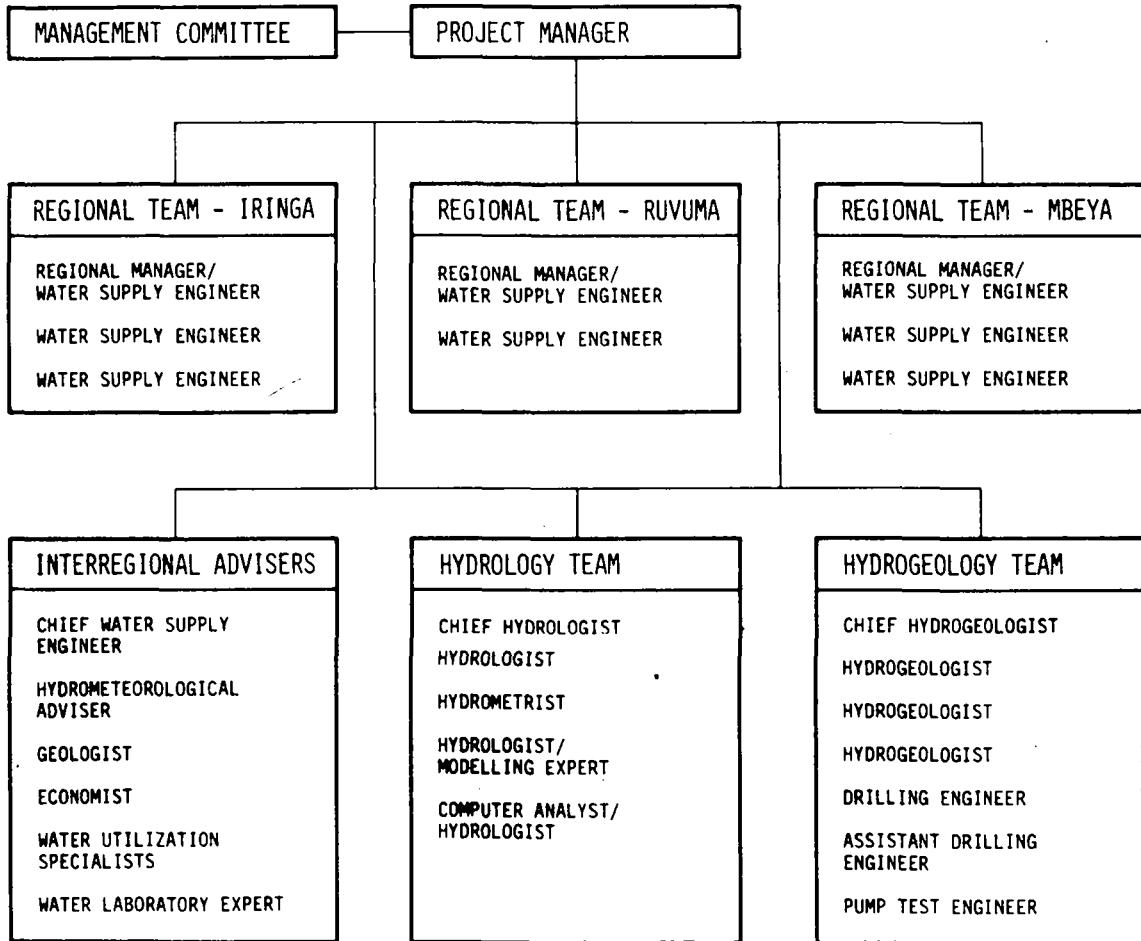 MANAGEMENT COMMITTEE
PROJECT MANAGER
REGIONAL TEAM - IRINGA
REGIONAL MANAGER/
WATER SUPPLY ENGINEER
WATER SUPPLY ENGINEER
WATER SUPPLY ENGINEER
REGIONAL TEAM - RUVUMA
REGIONAL MANAGER/
WATER SUPPLY ENGINEER
WATER SUPPLY ENGINEER
REGIONAL TEAM - MBEYA
REGIONAL MANAGER/
WATER SUPPLY ENGINEER
WATER SUPPLY ENGINEER
WATER SUPPLY ENGINEER
INTERREGIONAL ADVISERS
CHIEF WATER SUPPLY
ENGINEER
HYDROMETEOROLOGICAL
ADVISER
GEOLOGIST
ECONOMIST
WATER UTILIZATION
SPECIALISTS
WATER LABORATORY EXPERT
HYDROLOGY TEAM
CHIEF HYDROLOGIST
HYDROLOGIST
HYDROMETRIST
HYDROLOGIST/
MODELLING EXPERT
COMPUTER ANALYST/
HYDROLOGIST
HYDROGEOLOGY TEAM
CHIEF HYDROGEOLOGIST
HYDROGEOLOGIST
HYDROGEOLOGIST
HYDROGEOLOGIST
DRILLING ENGINEER
ASSISTANT DRILLING
ENGINEER
PUMP TEST ENGINEER